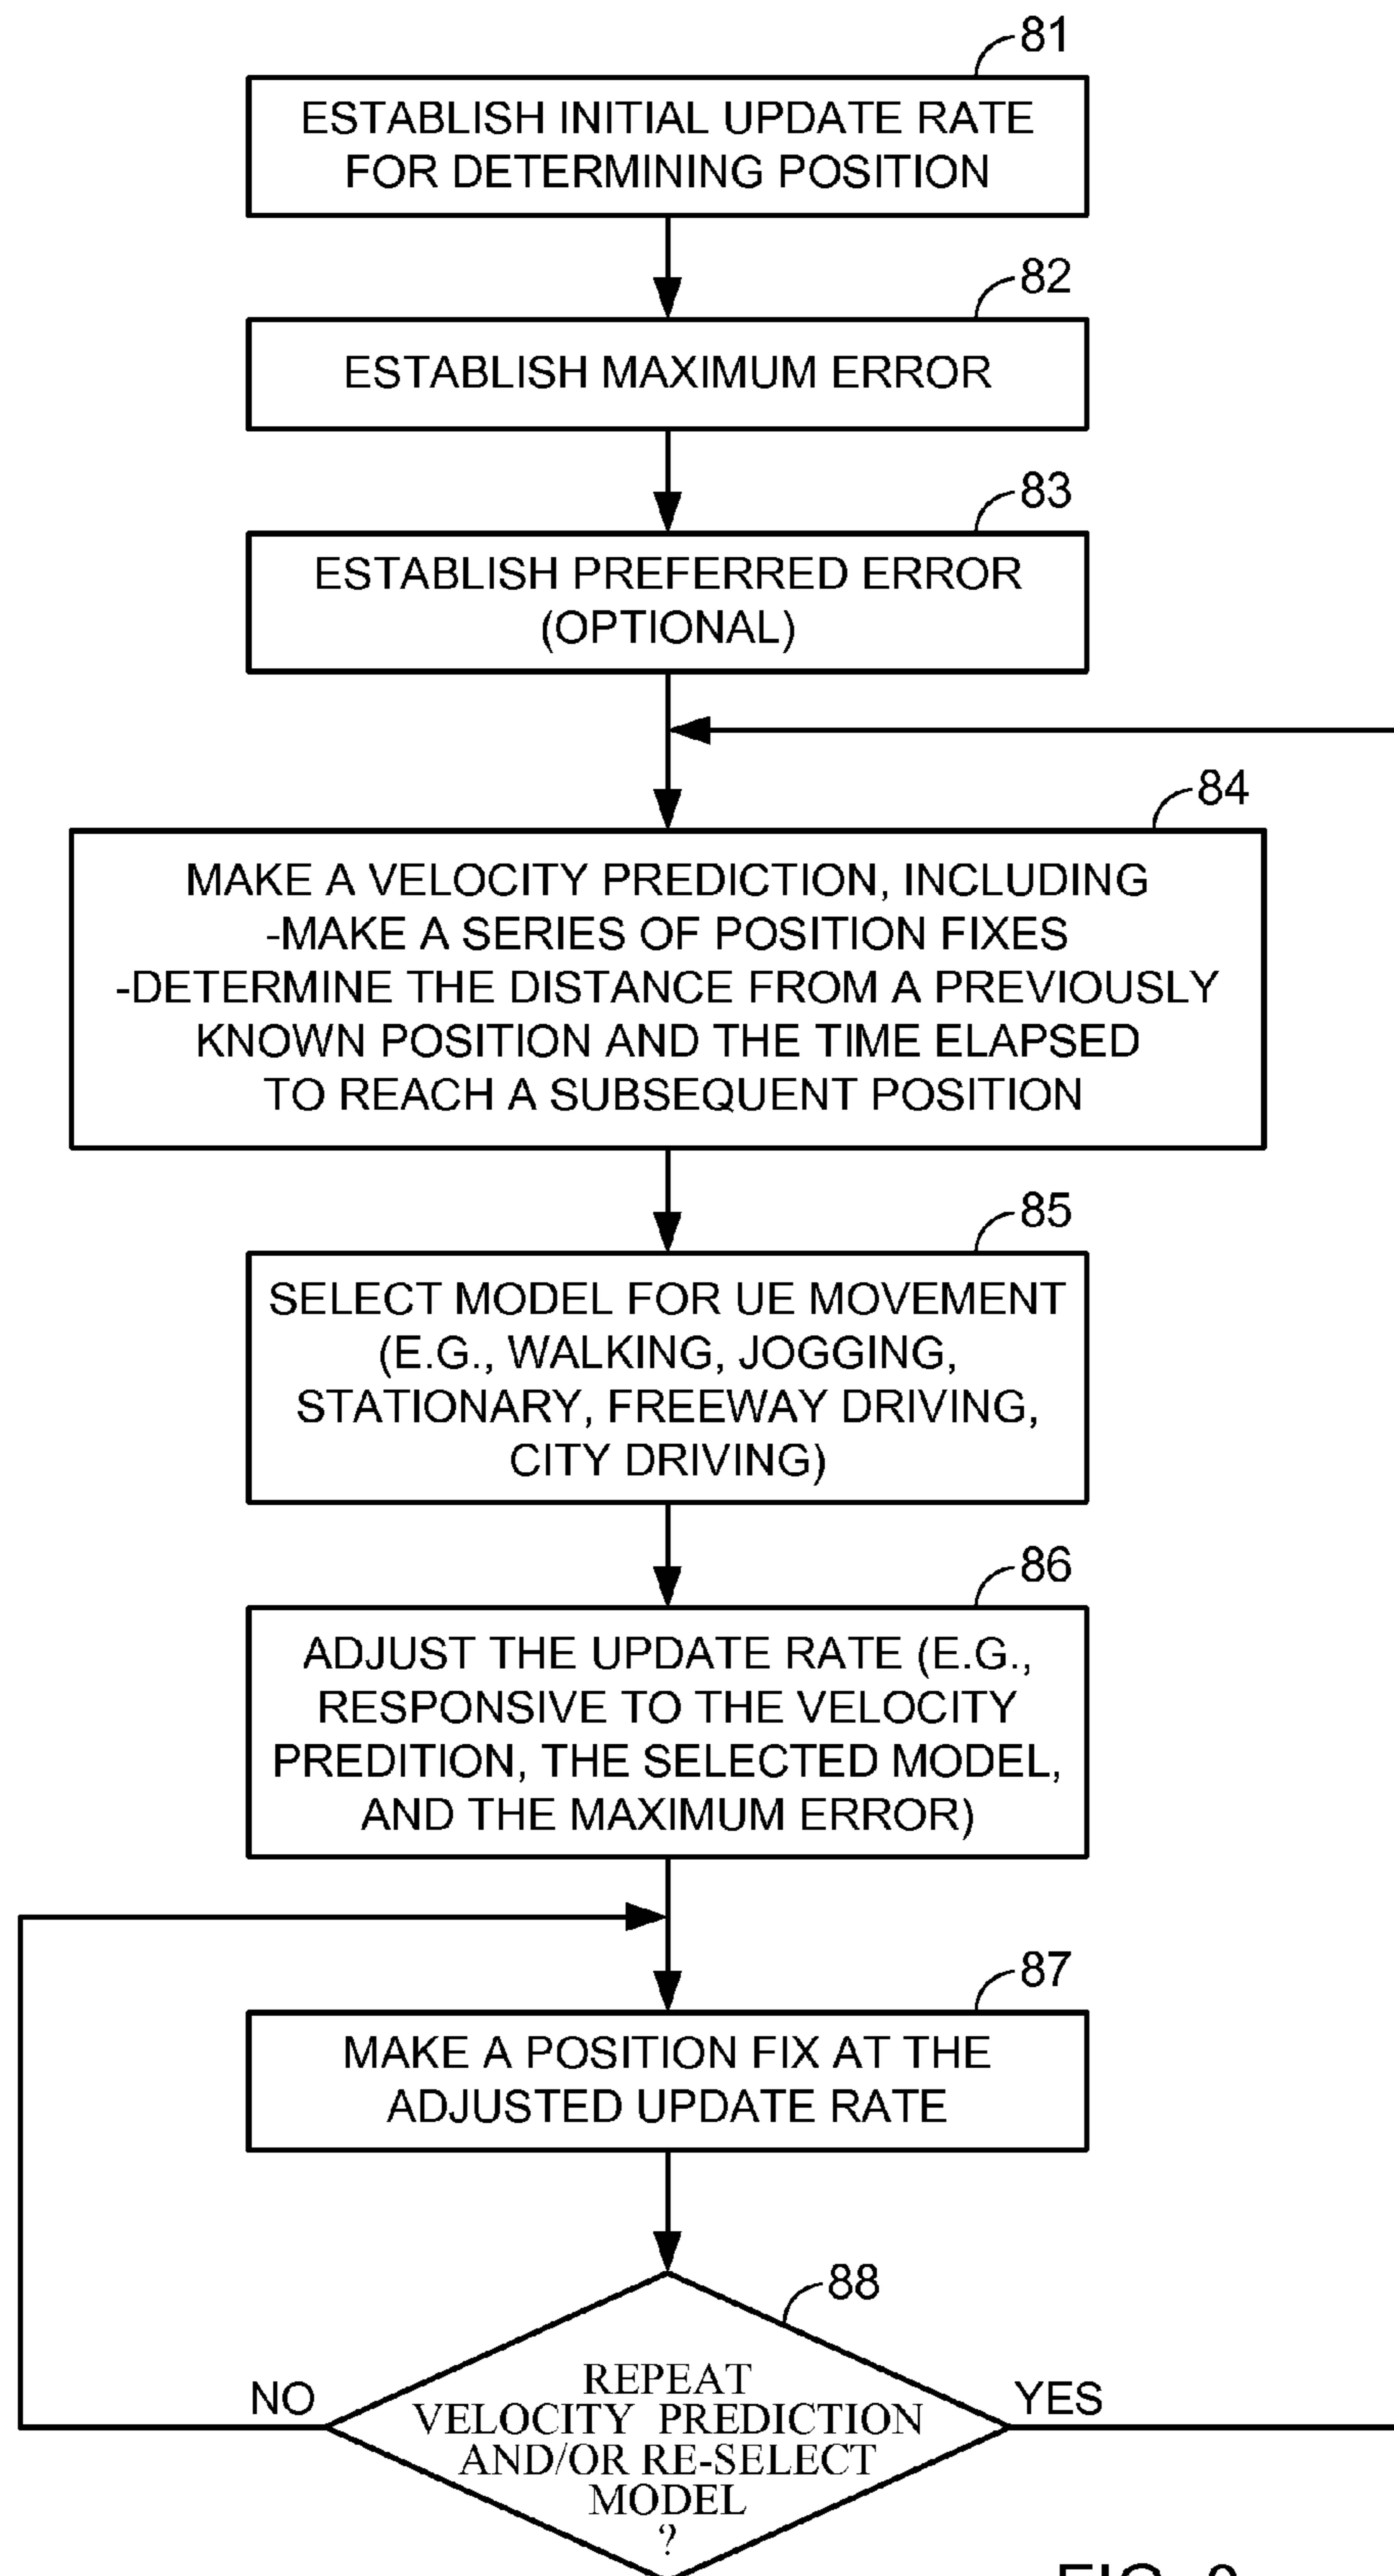 81
ESTABLISH INITIAL UPDATE RATE
FOR DETERMINING POSITION
82
ESTABLISH MAXIMUM ERROR
83
ESTABLISH PREFERRED ERROR
(OPTIONAL)
84
MAKE A VELOCITY PREDICTION, INCLUDING
-MAKE A SERIES OF POSITION FIXES
-DETERMINE THE DISTANCE FROM A PREVIOUSLY
KNOWN POSITION AND THE TIME ELAPSED
TO REACH A SUBSEQUENT POSITION
85
SELECT MODEL FOR UE MOVEMENT
(E.G., WALKING, JOGGING,
STATIONARY, FREEWAY DRIVING,
CITY DRIVING)
86
ADJUST THE UPDATE RATE (E.G.,
RESPONSIVE TO THE VELOCITY
PREDITION, THE SELECTED MODEL,
AND THE MAXIMUM ERROR)
87
MAKE A POSITION FIX AT THE
ADJUSTED UPDATE RATE
88
NO
YES
REPEAT
VELOCITY PREDICTION
AND/OR RE-SELECT
MODEL
?
FIG.